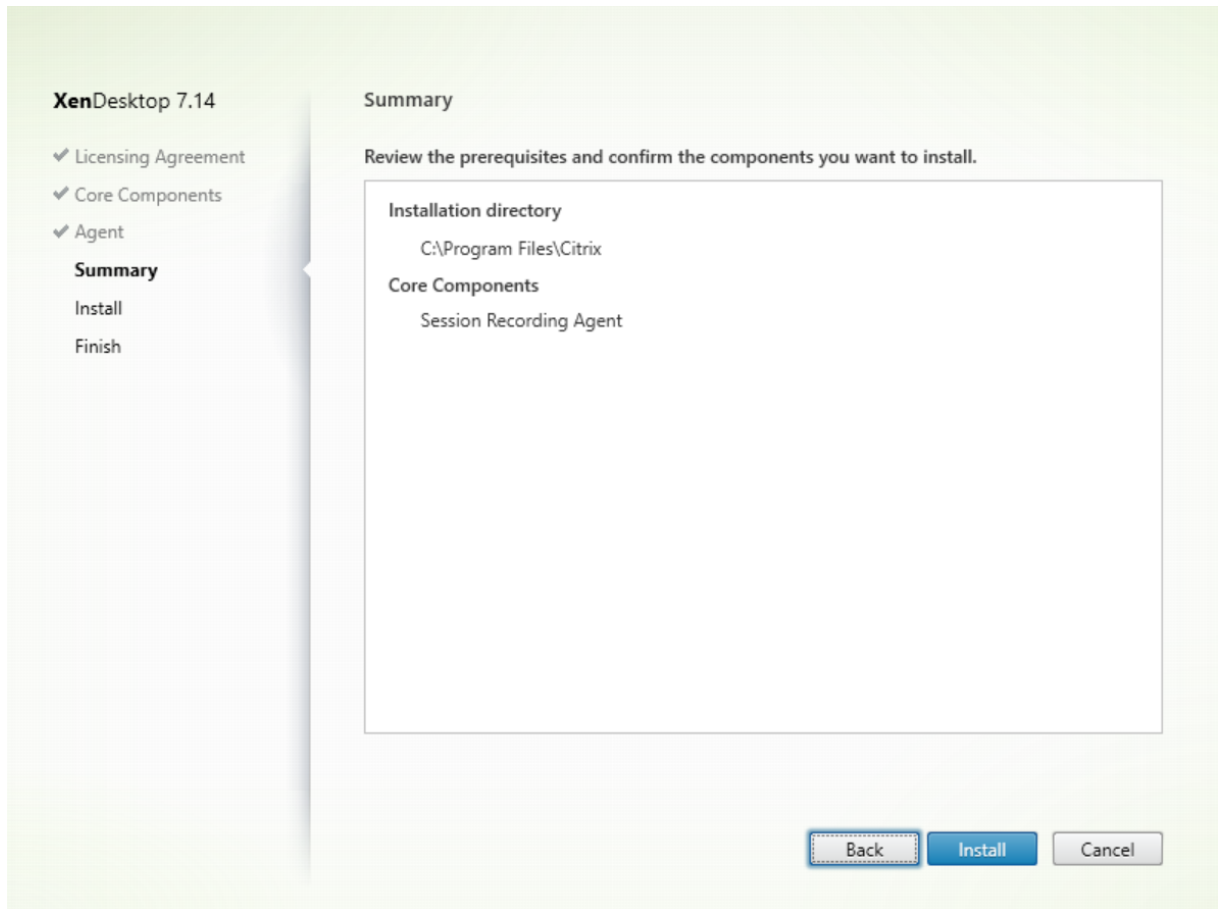 XenDesktop 7.14
Licensing Agreement
Core Components
Agent
Summary
Install
Finish
Summary
Review the prerequisites and confirm the components you want to install.
Installation directory
C:\Program Files\Citrix
Core Components
Session Recording Agent
Back
Install
Cancel